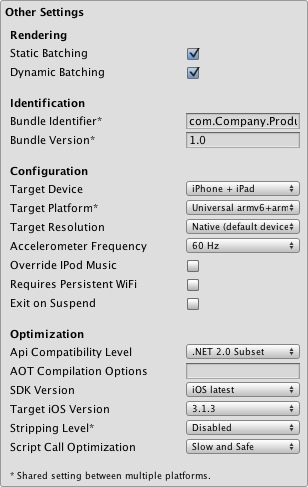 Other Settings
Rendering
Static Batching
Dynamic Batching
Identification
Bundle Identifier* com.Company.Produ
Bundle Version* 1.0
Configuration
Target Device iPhone + iPad
Target Platform* Universal armv6+arm
Target Resolution Native (default device
Accelerometer Frequency 60 Hz
Override IPod Music
Requires Persistent WiFi
Exit on Suspend
Optimization
Api Compatibility Level .NET 2.0 Subset
AOT Compilation Options
SDK Version iOS latest
Target iOS Version 3.1.3
Stripping Level* Disabled
Script Call Optimization Slow and Safe
* Shared setting between multiple platforms.